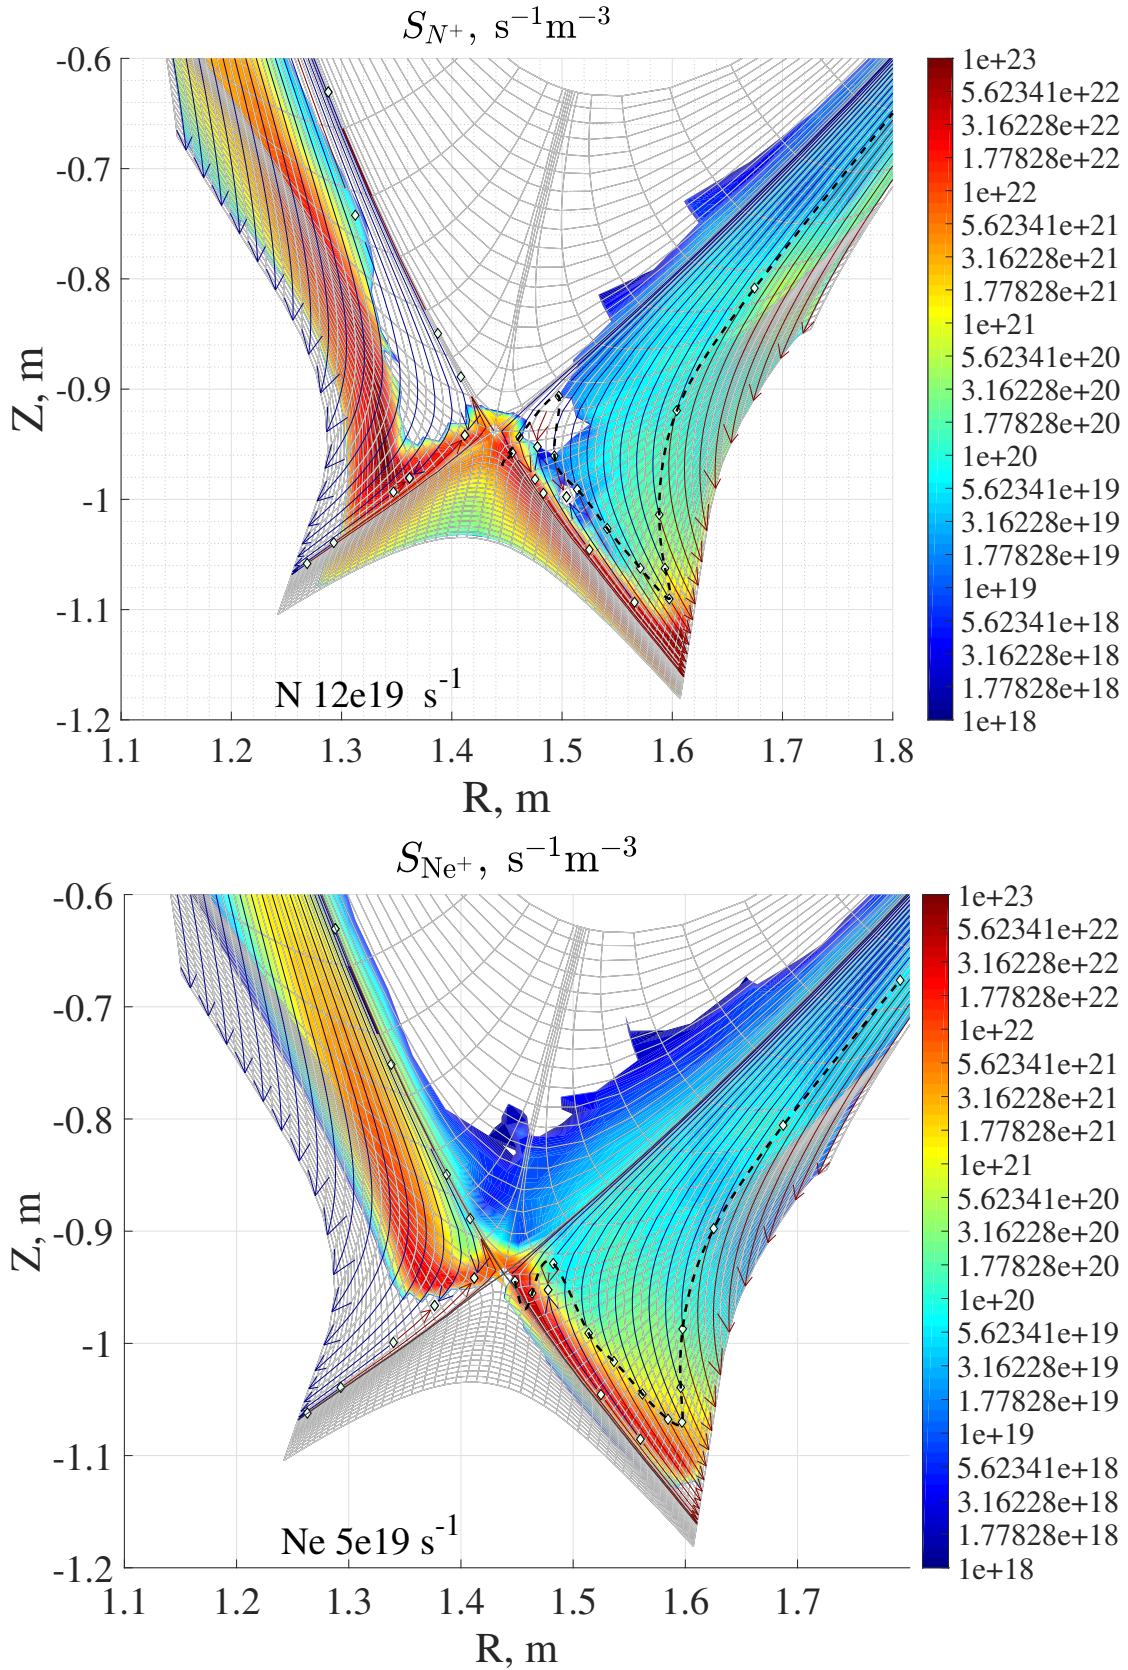 S_{N⁺}, s⁻¹m⁻³
-0.6
-0.7
-0.8
-0.9
-1
-1.1
-1.2
Z, m
N 12e19 s⁻¹
1.1 1.2 1.3 1.4 1.5 1.6 1.7 1.8
R, m
1e+23
5.62341e+22
3.16228e+22
1.77828e+22
1e+22
5.62341e+21
3.16228e+21
1.77828e+21
1e+21
5.62341e+20
3.16228e+20
1.77828e+20
1e+20
5.62341e+19
3.16228e+19
1.77828e+19
1e+19
5.62341e+18
3.16228e+18
1.77828e+18
1e+18
S_{Ne⁺}, s⁻¹m⁻³
-0.6
-0.7
-0.8
-0.9
-1
-1.1
-1.2
Z, m
Ne 5e19 s⁻¹
1.1 1.2 1.3 1.4 1.5 1.6 1.7
R, m
1e+23
5.62341e+22
3.16228e+22
1.77828e+22
1e+22
5.62341e+21
3.16228e+21
1.77828e+21
1e+21
5.62341e+20
3.16228e+20
1.77828e+20
1e+20
5.62341e+19
3.16228e+19
1.77828e+19
1e+19
5.62341e+18
3.16228e+18
1.77828e+18
1e+18